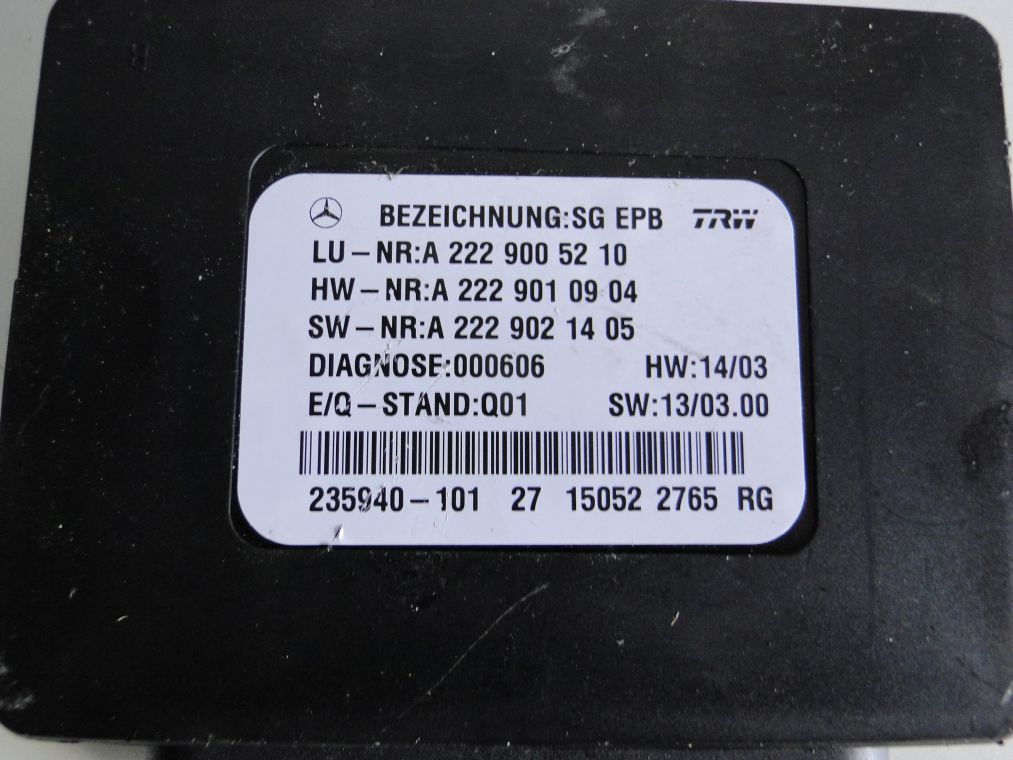 BEZEICHNUNG:SG EPB TRW
LU-NR:A 222 900 52 10
HW-NR:A 222 901 09 04
SW-NR:A 222 902 14 05
DIAGNOSE:000606 HW:14/03
E/Q-STAND:Q01 SW:13/03.00
235940-101 27 15052 2765 RG